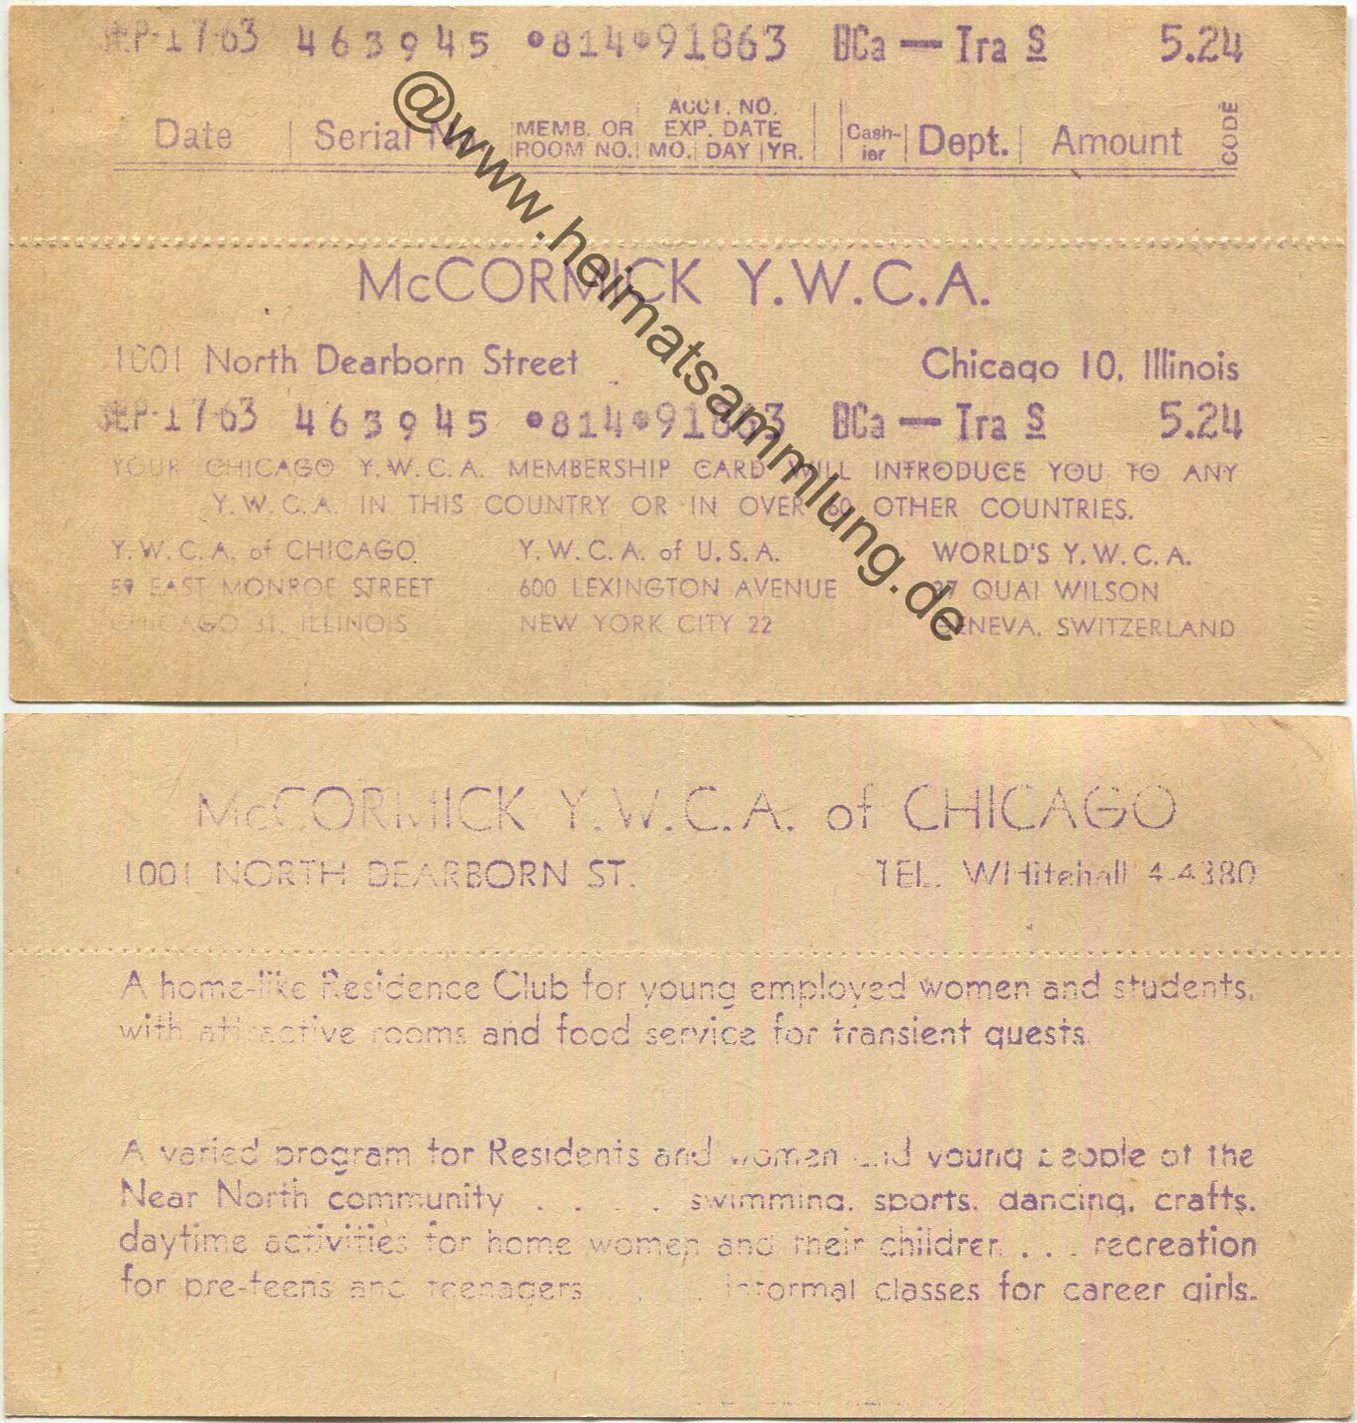 SEP-17-63 463945 •814•91863 BCa — Tra S 5.24
Date Serial No. MEMB. OR ROOM NO. ACCT. NO. EXP. DATE MO. DAY YR. Cash-ier Dept. Amount CODE
McCORMICK Y.W.C.A.
1001 North Dearborn Street Chicago 10, Illinois
SEP-17-63 463945 •814•91863 BCa — Tra S 5.24
YOUR CHICAGO Y.W.C.A. MEMBERSHIP CARD WILL INTRODUCE YOU TO ANY
Y.W.C.A. IN THIS COUNTRY OR IN OVER 60 OTHER COUNTRIES.
Y.W.C.A. of CHICAGO Y.W.C.A. of U.S.A. WORLD'S Y.W.C.A.
59 EAST MONROE STREET 600 LEXINGTON AVENUE 37 QUAI WILSON
CHICAGO 31, ILLINOIS NEW YORK CITY 22 GENEVA, SWITZERLAND
@www.heimatsammlung.de
McCORMICK Y.W.C.A. of CHICAGO
1001 NORTH DEARBORN ST. TEL. WHitehall 4-4380
A home-like Residence Club for young employed women and students,
with attractive rooms and food service for transient guests.
A varied program for Residents and women and young people of the
Near North community . . . . swimming, sports, dancing, crafts,
daytime activities for home women and their children . . . recreation
for pre-teens and teenagers . . . . informal classes for career girls.